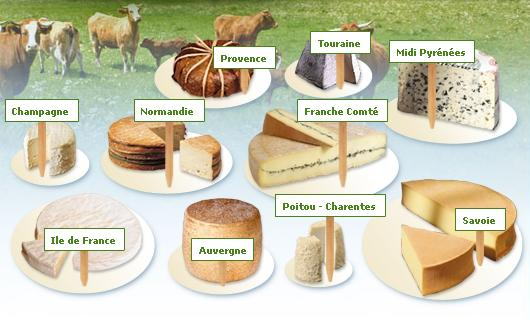 Provence
Touraine
Midi Pyrénées
Champagne
Normandie
Franche Comté
Poitou - Charentes
Savoie
Ile de France
Auvergne